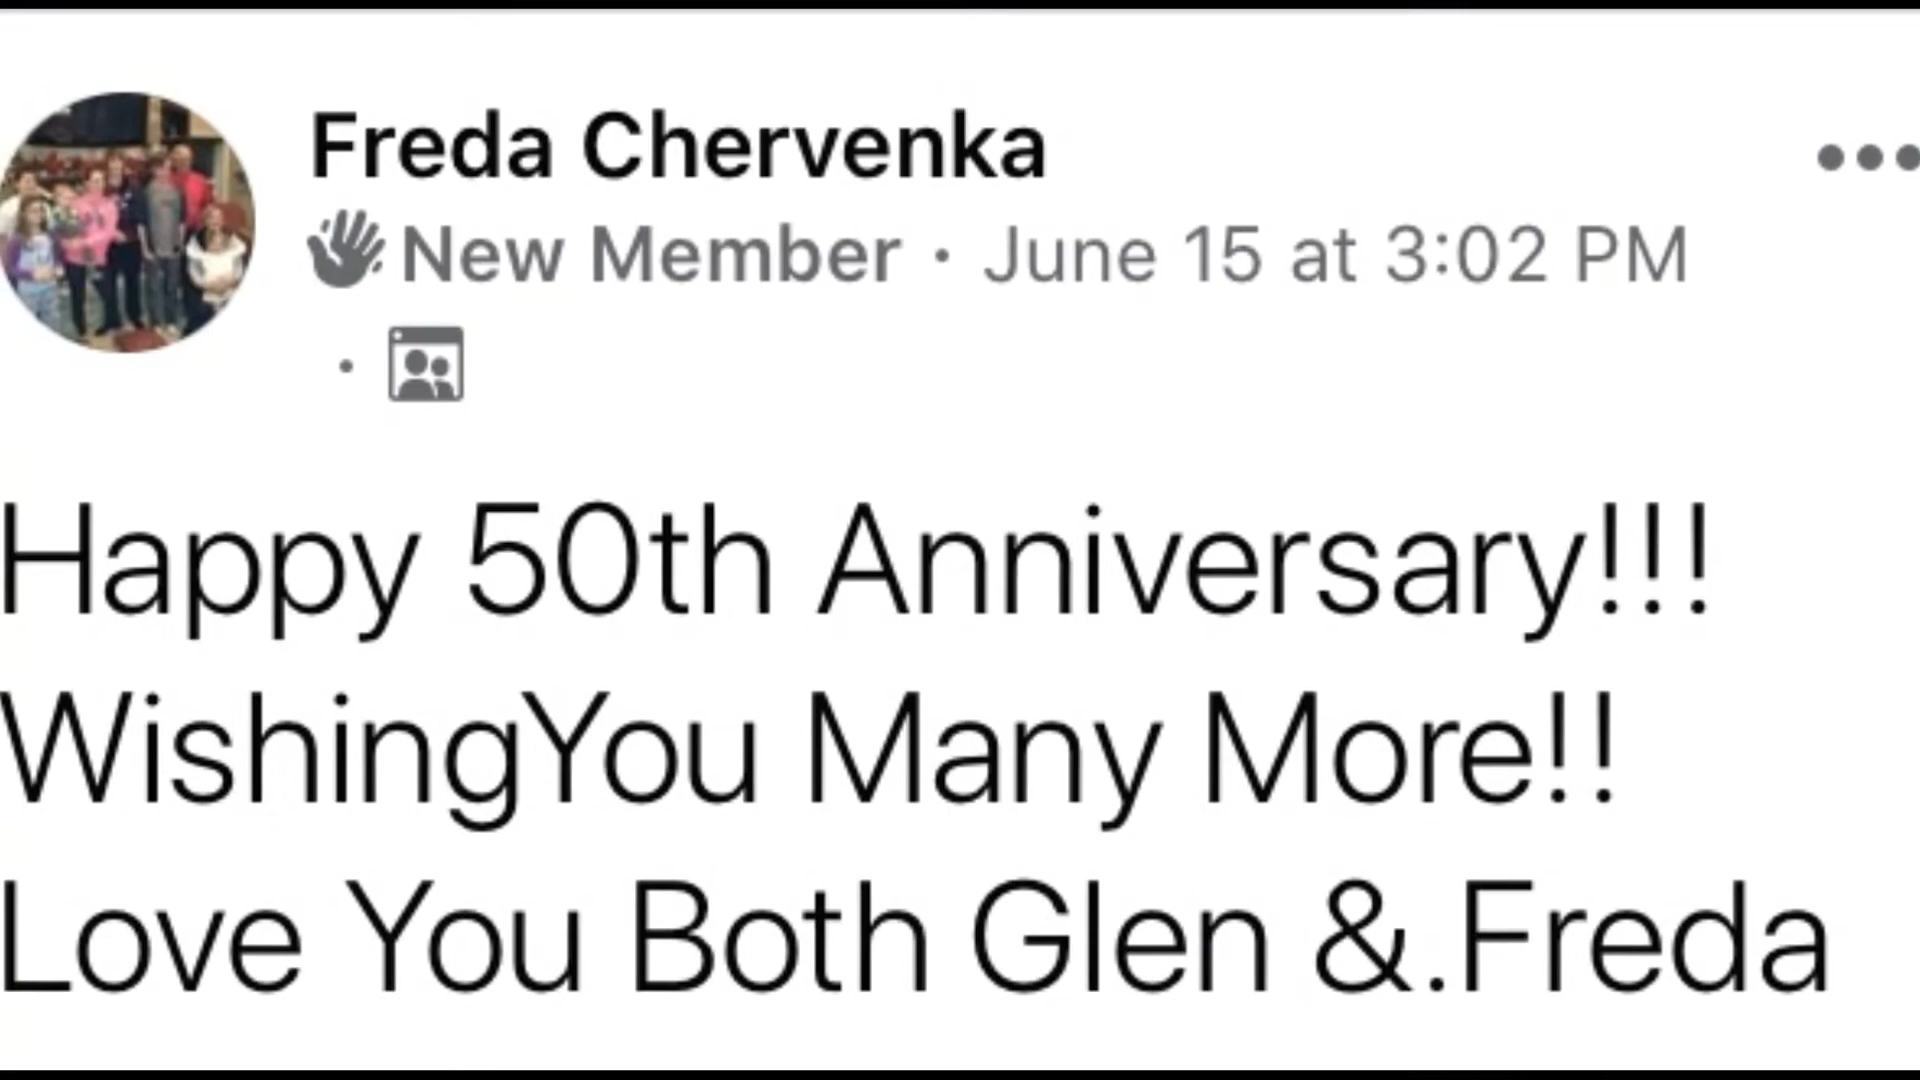 Freda Chervenka
New Member · June 15 at 3:02 PM
·
Happy 50th Anniversary!!!
WishingYou Many More!!
Love You Both Glen &.Freda